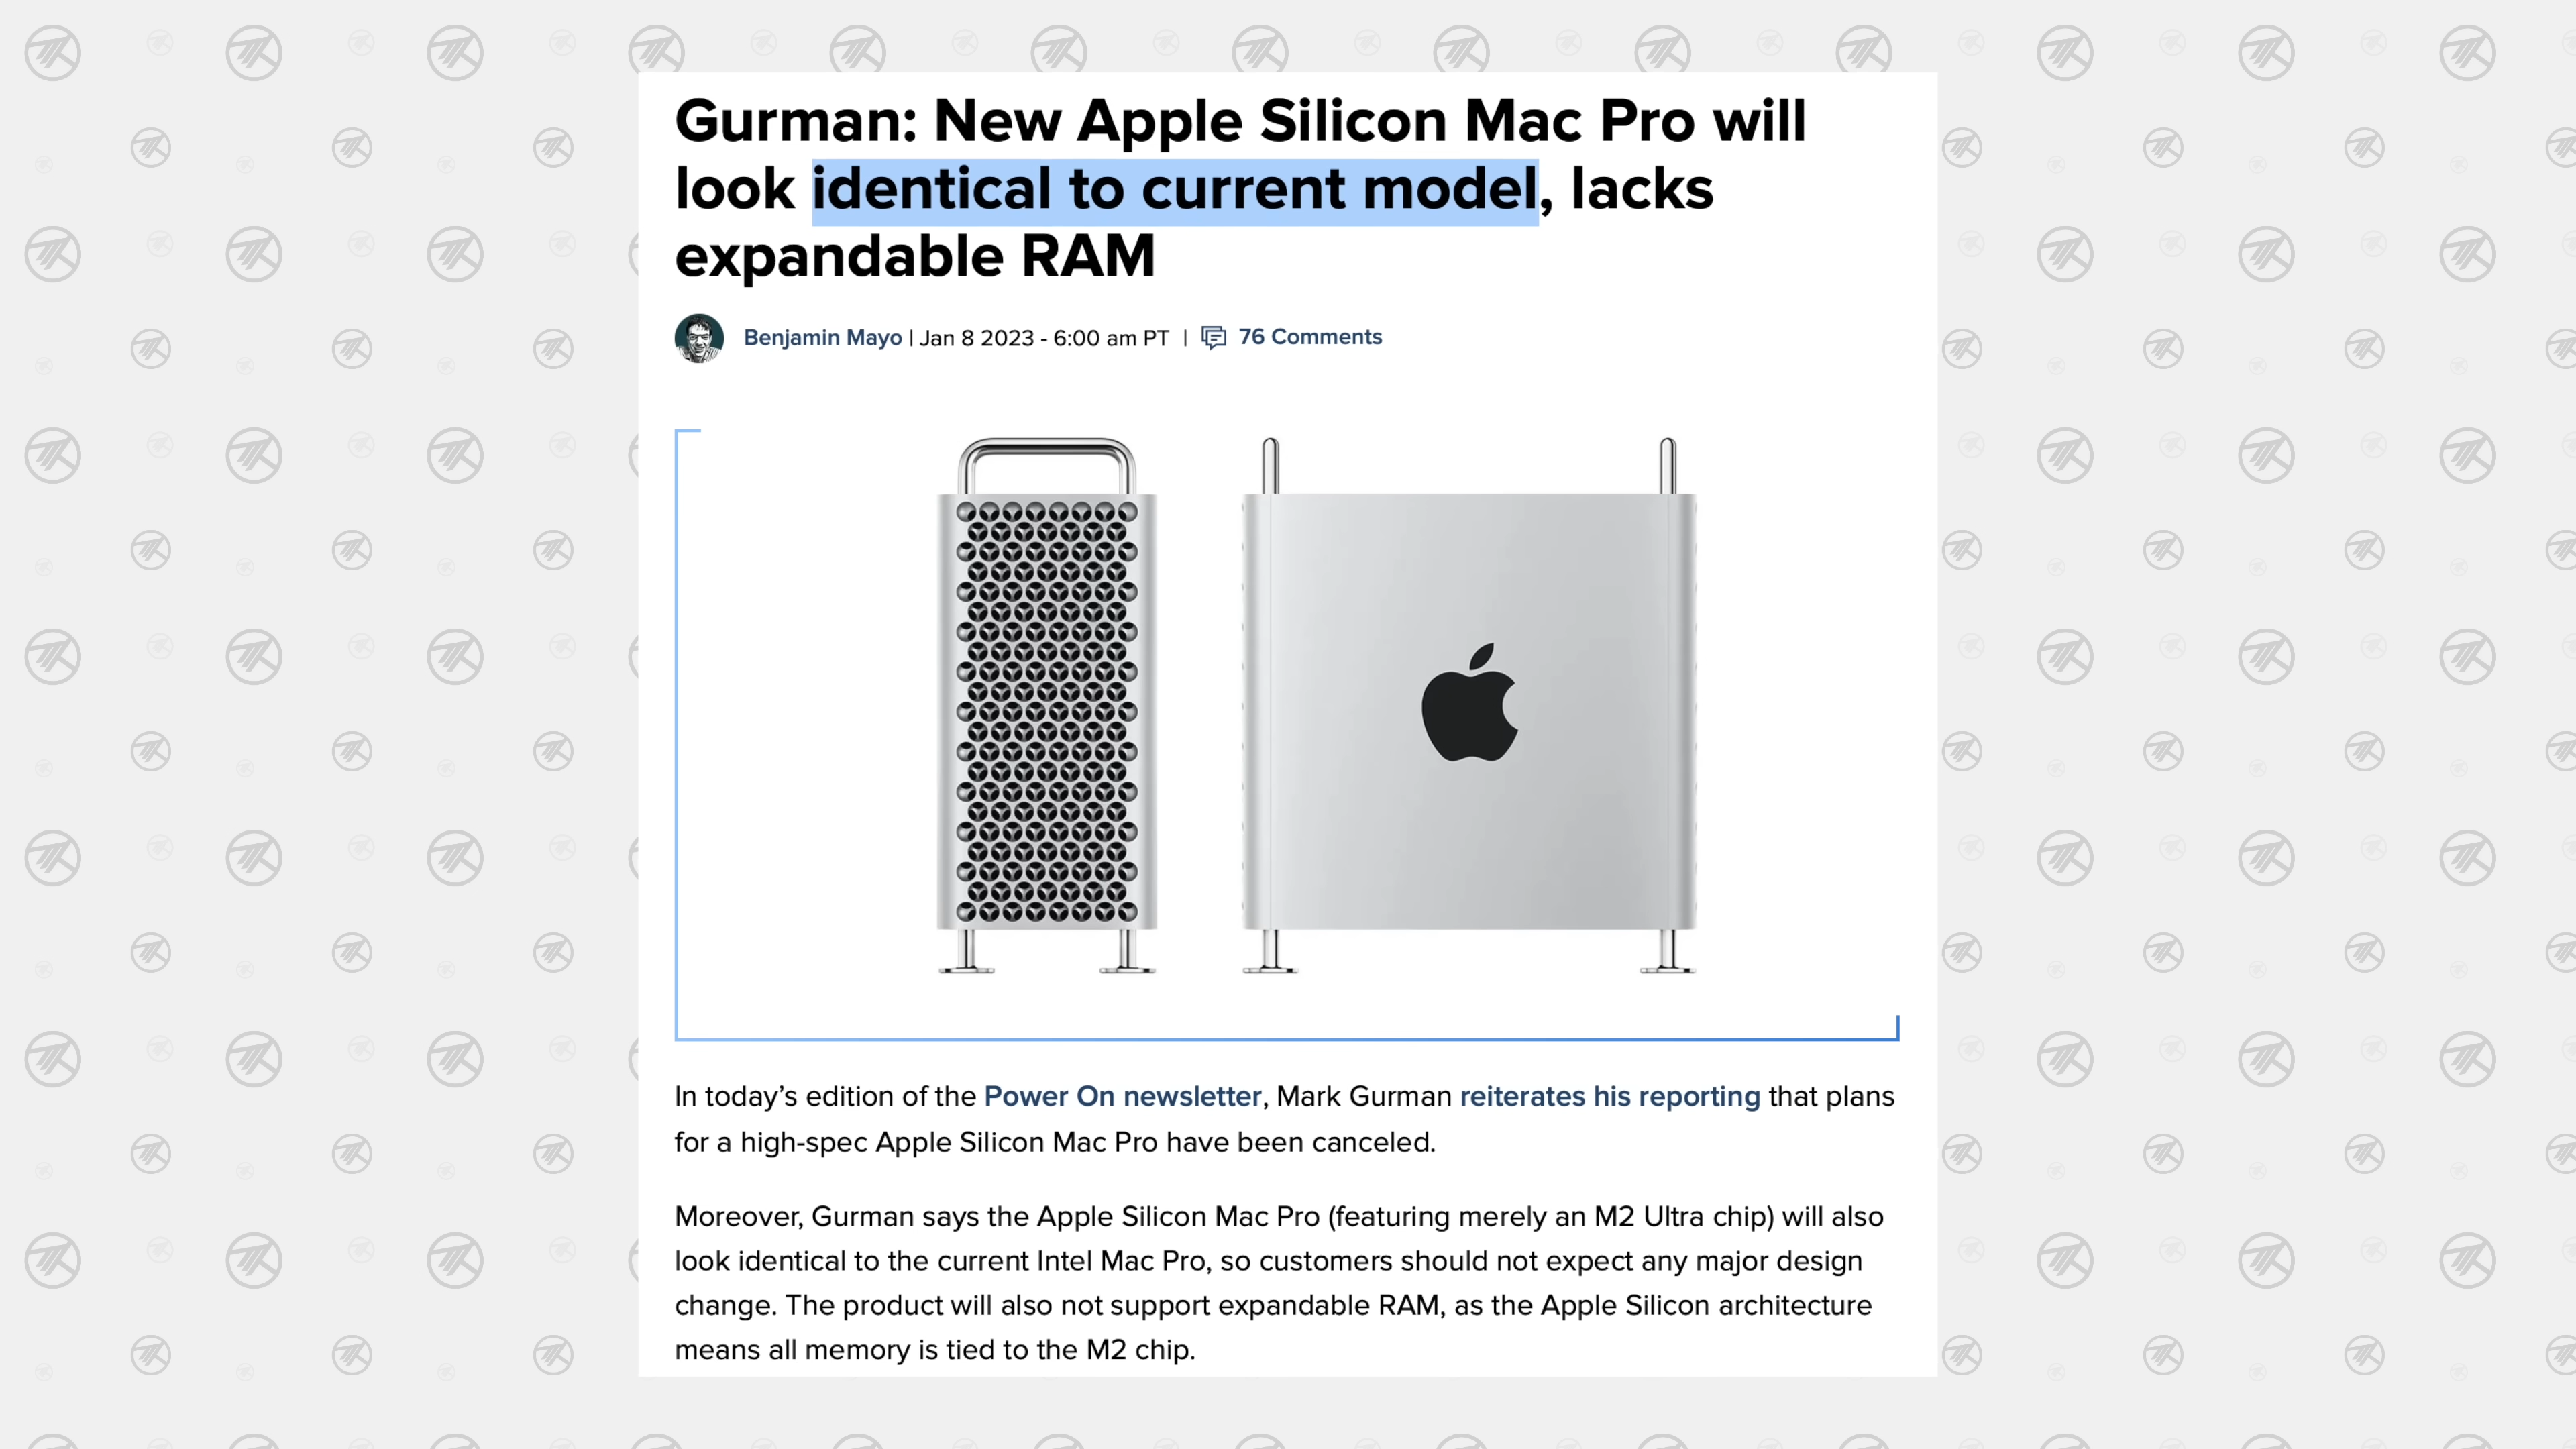 Gurman: New Apple Silicon Mac Pro will
look identical to current model, lacks
expandable RAM
Benjamin Mayo | Jan 8 2023 - 6:00 am PT | 76 Comments
In today’s edition of the Power On newsletter, Mark Gurman reiterates his reporting that plans
for a high-spec Apple Silicon Mac Pro have been canceled.
Moreover, Gurman says the Apple Silicon Mac Pro (featuring merely an M2 Ultra chip) will also
look identical to the current Intel Mac Pro, so customers should not expect any major design
change. The product will also not support expandable RAM, as the Apple Silicon architecture
means all memory is tied to the M2 chip.